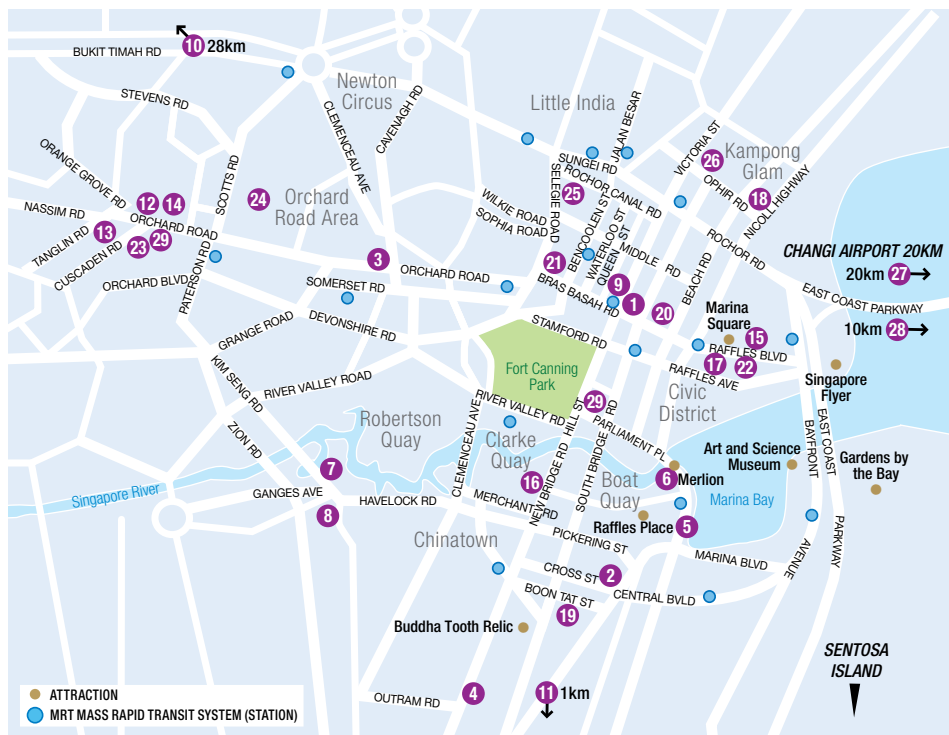 10 28km
BUKIT TIMAH RD
STEVENS RD
Newton
Circus
CLEMENCEAU AVE
CAVENAGH RD
Little India
JALAN BESAR
SUNGEI RD
ROCHOR CANAL RD
VICTORIA ST
26
Kampong
Glam
OPHIR RD
18
NICOLL HIGHWAY
ORANGE GROVE RD
NASSIM RD
12
14
SCOTTS RD
24
Orchard
Road Area
ORCHARD ROAD
TANGLIN RD
13
CUSCADEN RD
23
29
ORCHARD BLVD
PATERSON RD
3
ORCHARD ROAD
SOMERSET RD
WILKIE ROAD
SOPHIA ROAD
SELEGIE ROAD
25
BENCOOLEN ST
WATERLOO ST
QUEEN ST
MIDDLE RD
21
BRAS BASAH RD
9
1
20
BEACH RD
ROCHOR RD
CHANGI AIRPORT 20KM
20km 27
EAST COAST PARKWAY
10km 28
Marina
Square
15
RAFFLES BLVD
17
22
RAFFLES AVE
Singapore
Flyer
GRANGE ROAD
DEVONSHIRE RD
STAMFORD RD
Fort Canning
Park
Civic
District
KIM SENG RD
RIVER VALLEY ROAD
RIVER VALLEY RD
HILL ST
29
RD
PARLIAMENT PL
EAST COAST
PARKWAY
BAYFRONT
AVENUE
ZION RD
Robertson
Quay
CLEMENCEAU AVE
Clarke
Quay
NEW BRIDGE RD
SOUTH BRIDGE
Boat
Quay
6
Merlion
Art and Science
Museum
Gardens by
the Bay
Singapore River
7
GANGES AVE
8
HAVELOCK RD
MERCHANT RD
16
Raffles Place
5
Marina Bay
PICKERING ST
Chinatown
MARINA BLVD
CROSS ST
2
CENTRAL BVLD
BOON TAT ST
19
Buddha Tooth Relic
SENTOSA
ISLAND
OUTRAM RD
4
11 1km
ATTRACTION
MRT MASS RAPID TRANSIT SYSTEM (STATION)